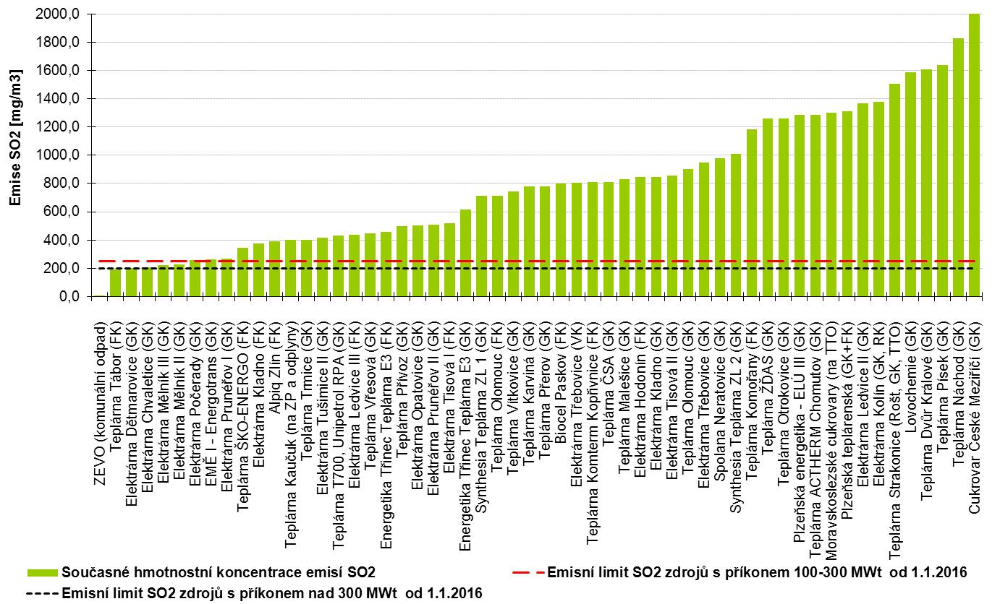 Emise SO2 [mg/m3]
2000,0
1800,0
1600,0
1400,0
1200,0
1000,0
800,0
600,0
400,0
200,0
0,0
ZEVO (komunální odpad)
Teplárna Tábor (FK)
Elektrárna Dětmarovice (GK)
Elektrárna Chvaletice (GK)
Elektrárna Mělník III (GK)
Elektrárna Mělník II (GK)
Elektrárna Počerady (GK)
EMĚ I - Energotrans (GK)
Elektrárna Prunéřov I (GK)
Teplárna ŠKO-ENERGO (FK)
Elektrárna Kladno (FK)
Alpiq Zlín (FK)
Teplárna Kaučuk (na ZP a odplyny)
Teplárna Trmice (GK)
Elektrárna Tušimice II (GK)
Teplárna T700, Unipetrol RPA (GK)
Elektrárna Ledvice III (FK)
Teplárna Vřesová (GK)
Energetika Třinec Teplárna E3 (FK)
Teplárna Přívoz (GK)
Elektrárna Opatovice (GK)
Elektrárna Pruneřov II (GK)
Elektrárna Tisová I (FK)
Energetika Třinec Teplárna E3 (GK)
Synthesia Teplárna ZL 1 (GK)
Teplárna Olomouc (FK)
Teplárna Vítkovice (GK)
Teplárna Karviná (GK)
Teplárna Přerov (GK)
Biocel Paskov (FK)
Elektrárna Třebovice (VK)
Teplárna Komterm Kopřivnice (FK)
Teplárna ČSA (GK)
Teplárna Malešice (GK)
Elektrárna Hodonín (FK)
Elektrárna Kladno (GK)
Elektrárna Tisová II (GK)
Teplárna Olomouc (GK)
Elektrárna Třebovice (GK)
Spolana Neratovice (GK)
Synthesia Teplárna ZL 2 (GK)
Teplárna Komořany (FK)
Teplárna ŽĎAS (GK)
Teplárna Otrokovice (GK)
Plzeňská energetika - ELÚ III (GK)
Teplárna ACTHERM Chomutov (GK)
Moravskoslezské cukrovary (na TTO)
Plzeňská teplárenská (GK+FK)
Elektrárna Ledvice II (GK)
Elektrárna Kolín (GK, RK)
Teplárna Strakonice (Rošt, GK, TTO)
Lovochemie (GK)
Teplárna Dvůr Králové (GK)
Teplárna Písek (GK)
Teplárna Náchod (GK)
Cukrovar České Meziříčí (GK)
Současné hmotnostní koncentrace emisí SO2
Emisní limit SO2 zdrojů s příkonem 100-300 MWt od 1.1.2016
Emisní limit SO2 zdrojů s příkonem nad 300 MWt od 1.1.2016